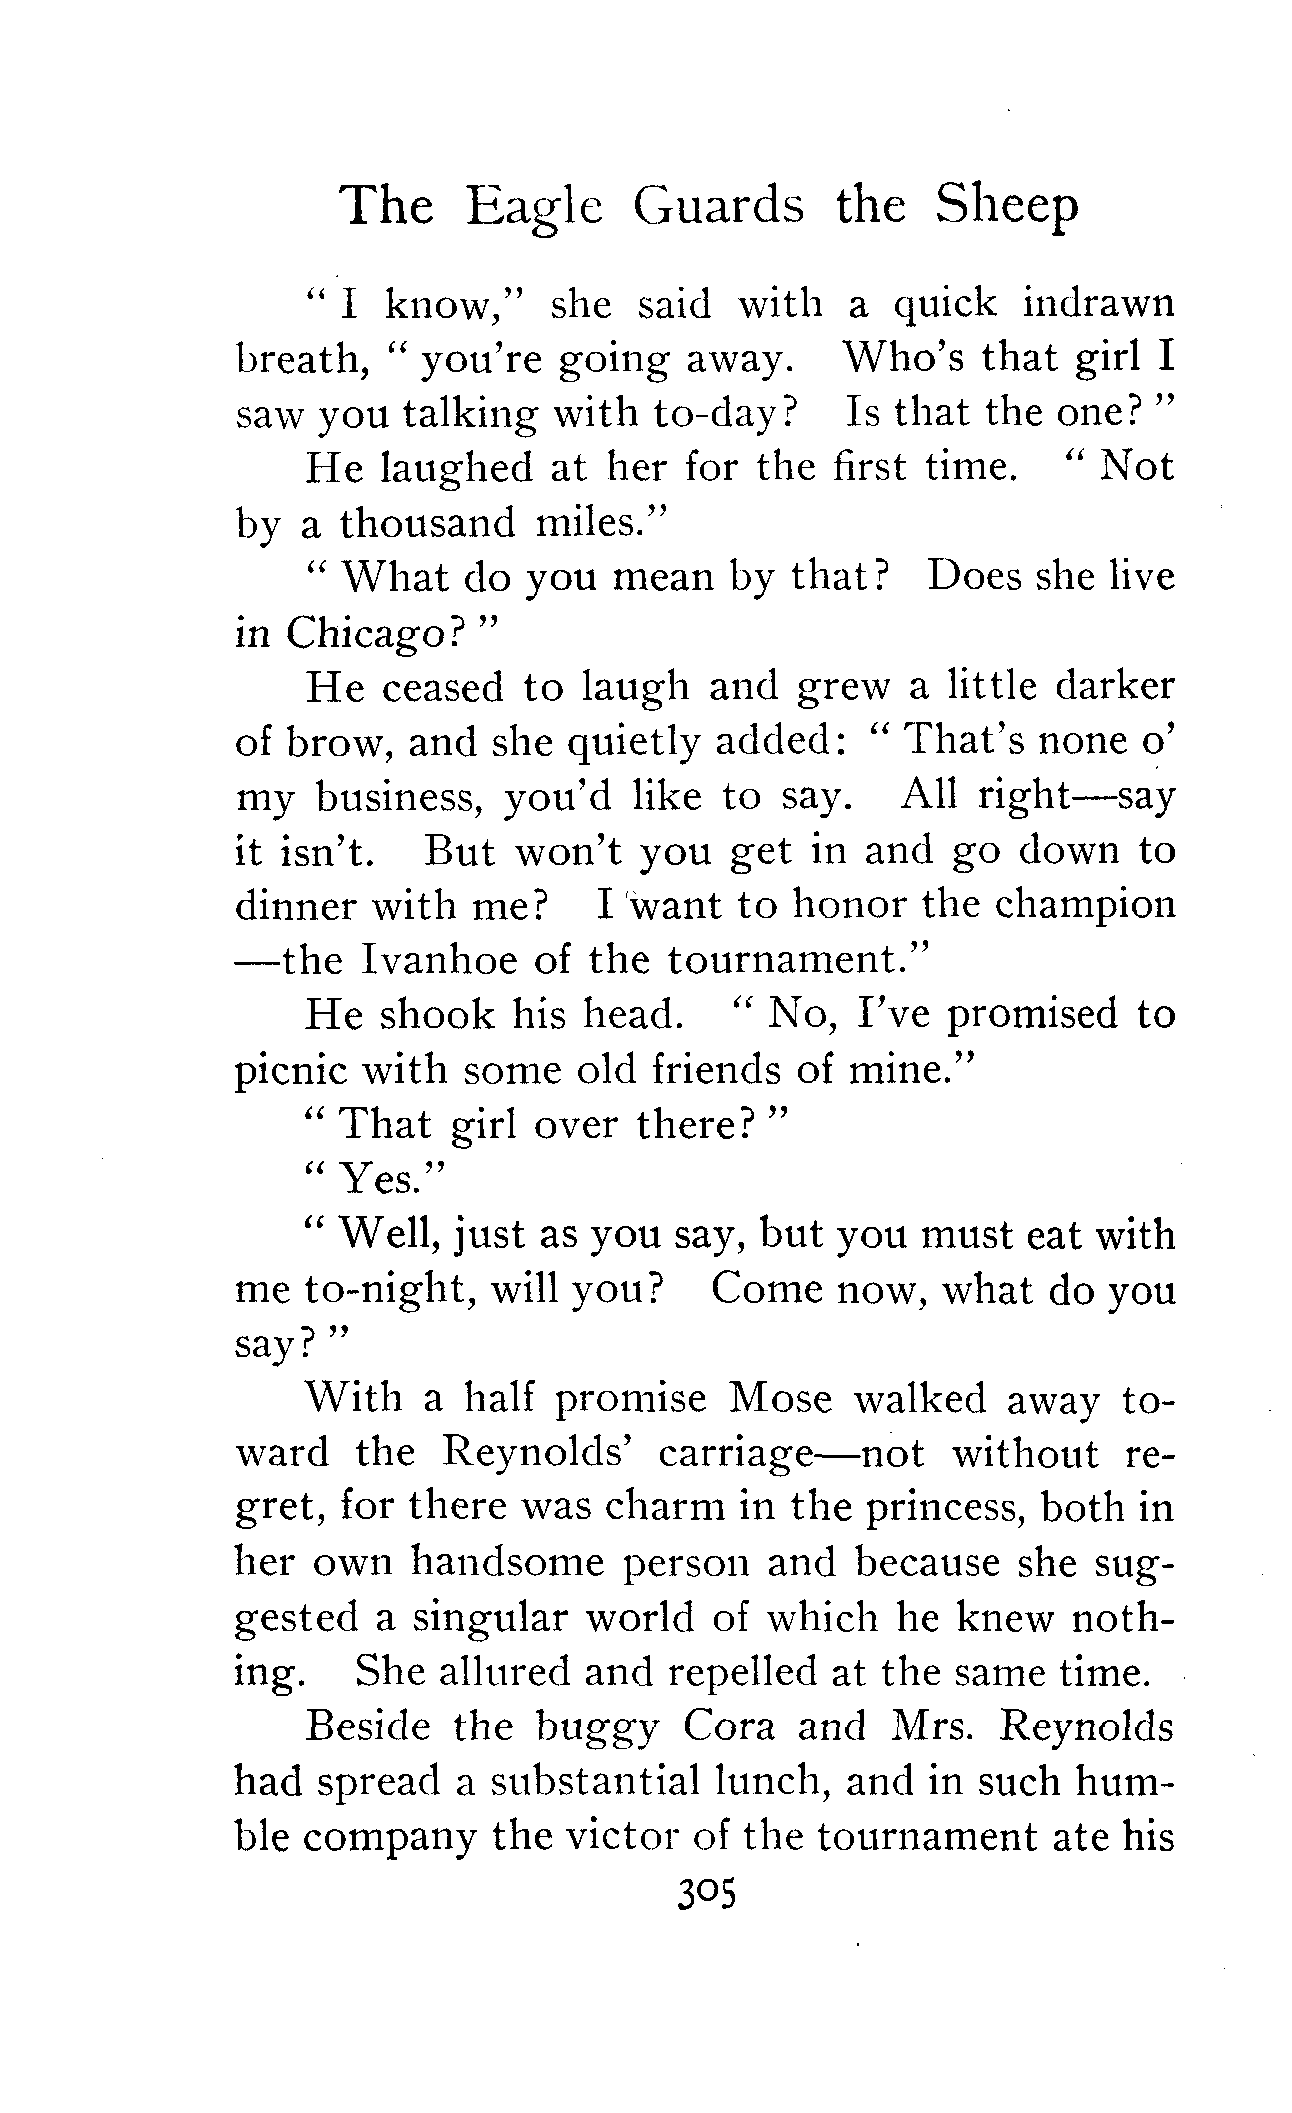 The Eagle Guards the Sheep
“ I know,” she said with a quick indrawn
breath, “ you’re going away. Who’s that girl I
saw you talking with to-day? Is that the one? ”
He laughed at her for the first time. “ Not
by a thousand miles.”
“ What do you mean by that? Does she live
in Chicago? ”
He ceased to laugh and grew a little darker
of brow, and she quietly added: “ That’s none o’
my business, you’d like to say. All right—say
it isn’t. But won’t you get in and go down to
dinner with me? I want to honor the champion
—the Ivanhoe of the tournament.”
He shook his head. “ No, I’ve promised to
picnic with some old friends of mine.”
“ That girl over there? ”
“ Yes.”
“ Well, just as you say, but you must eat with
me to-night, will you? Come now, what do you
say? ”
With a half promise Mose walked away to-
ward the Reynolds’ carriage—not without re-
gret, for there was charm in the princess, both in
her own handsome person and because she sug-
gested a singular world of which he knew noth-
ing. She allured and repelled at the same time.
Beside the buggy Cora and Mrs. Reynolds
had spread a substantial lunch, and in such hum-
ble company the victor of the tournament ate his
305